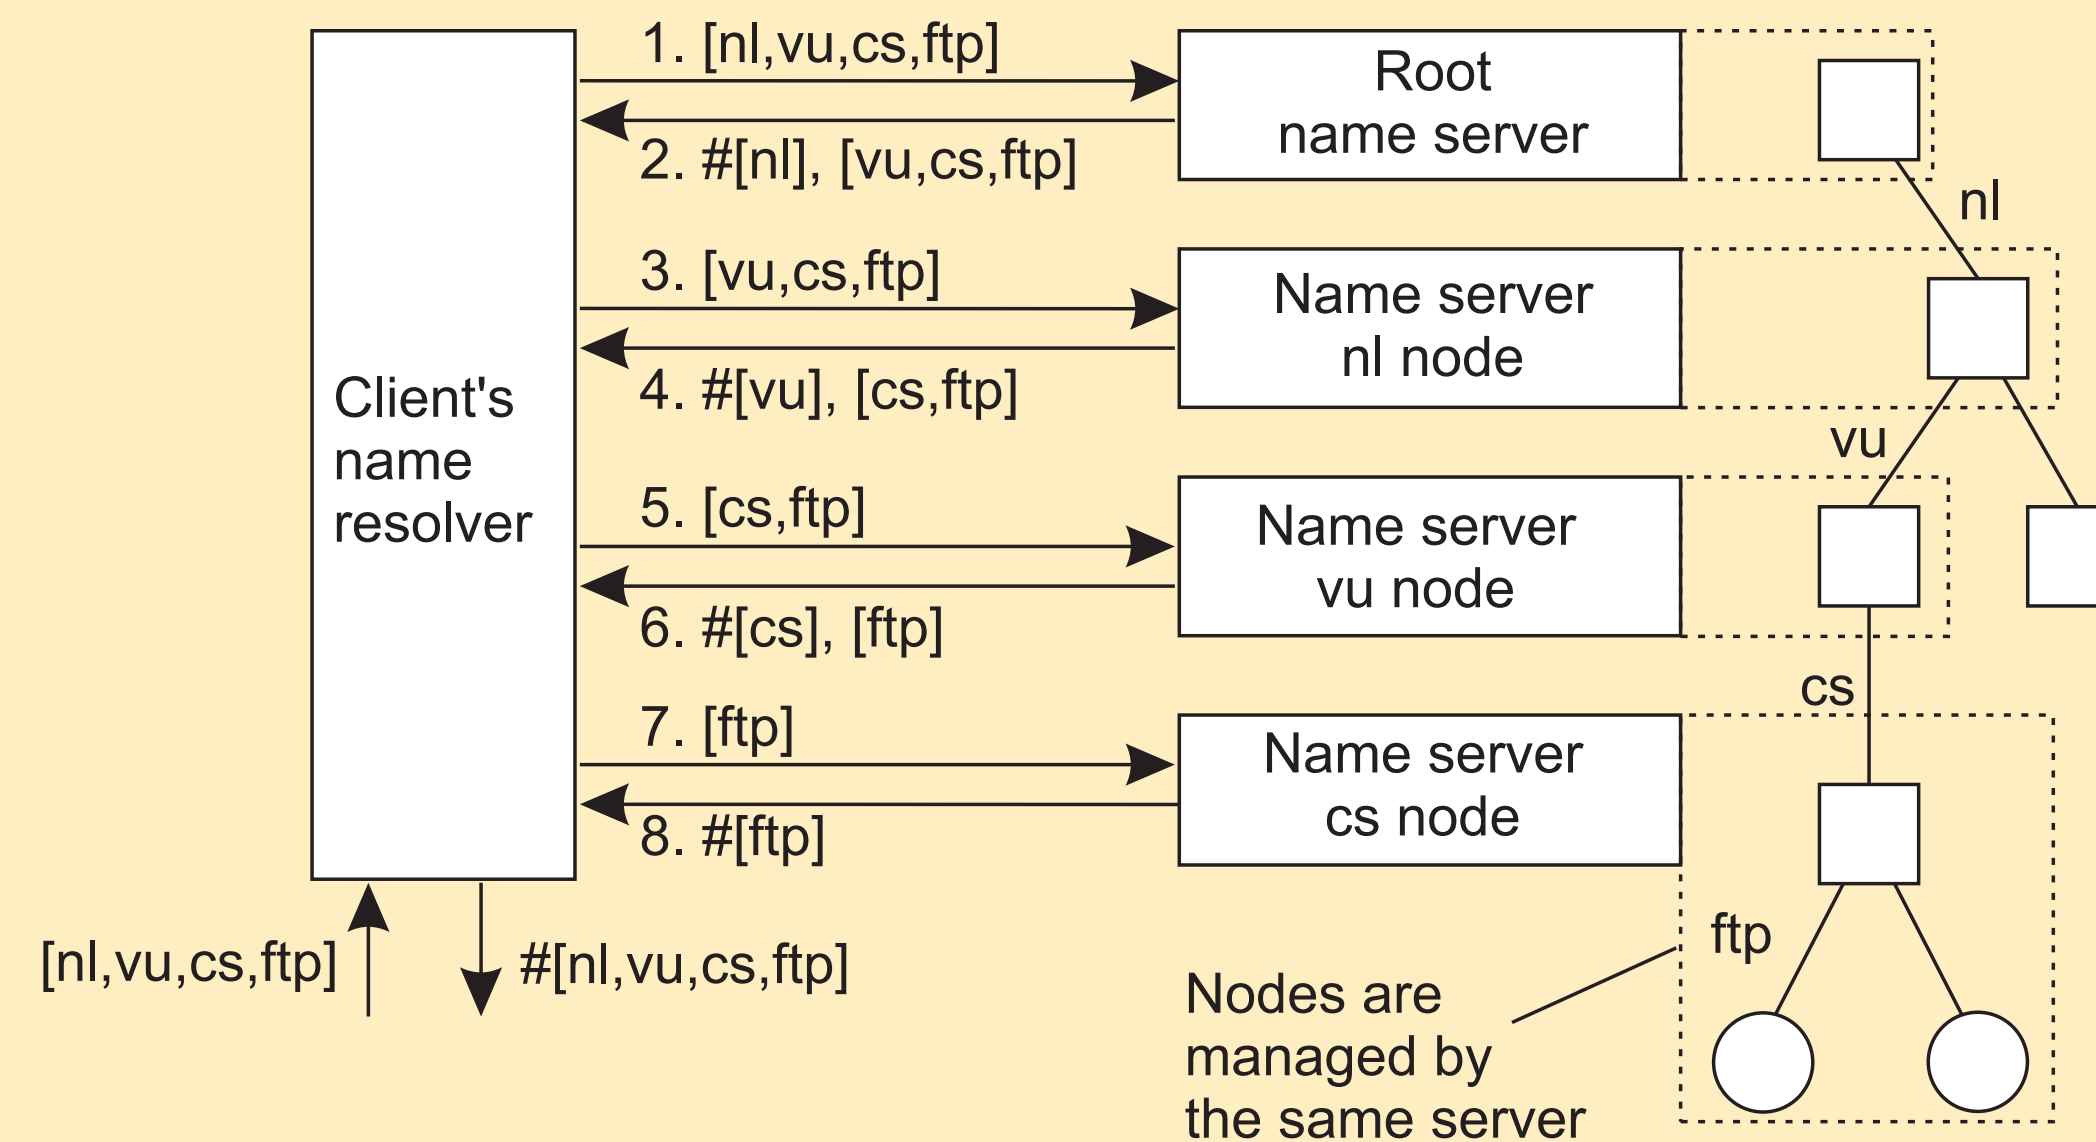 1. [nl,vu,cs,ftp]
2. #[nl], [vu,cs,ftp]
3. [vu,cs,ftp]
4. #[vu], [cs,ftp]
5. [cs,ftp]
6. #[cs], [ftp]
7. [ftp]
8. #[ftp]
Client's
name
resolver
Root
name server
Name server
nl node
Name server
vu node
Name server
cs node
nl
vu
cs
ftp
[nl,vu,cs,ftp]
#[nl,vu,cs,ftp]
Nodes are
managed by
the same server